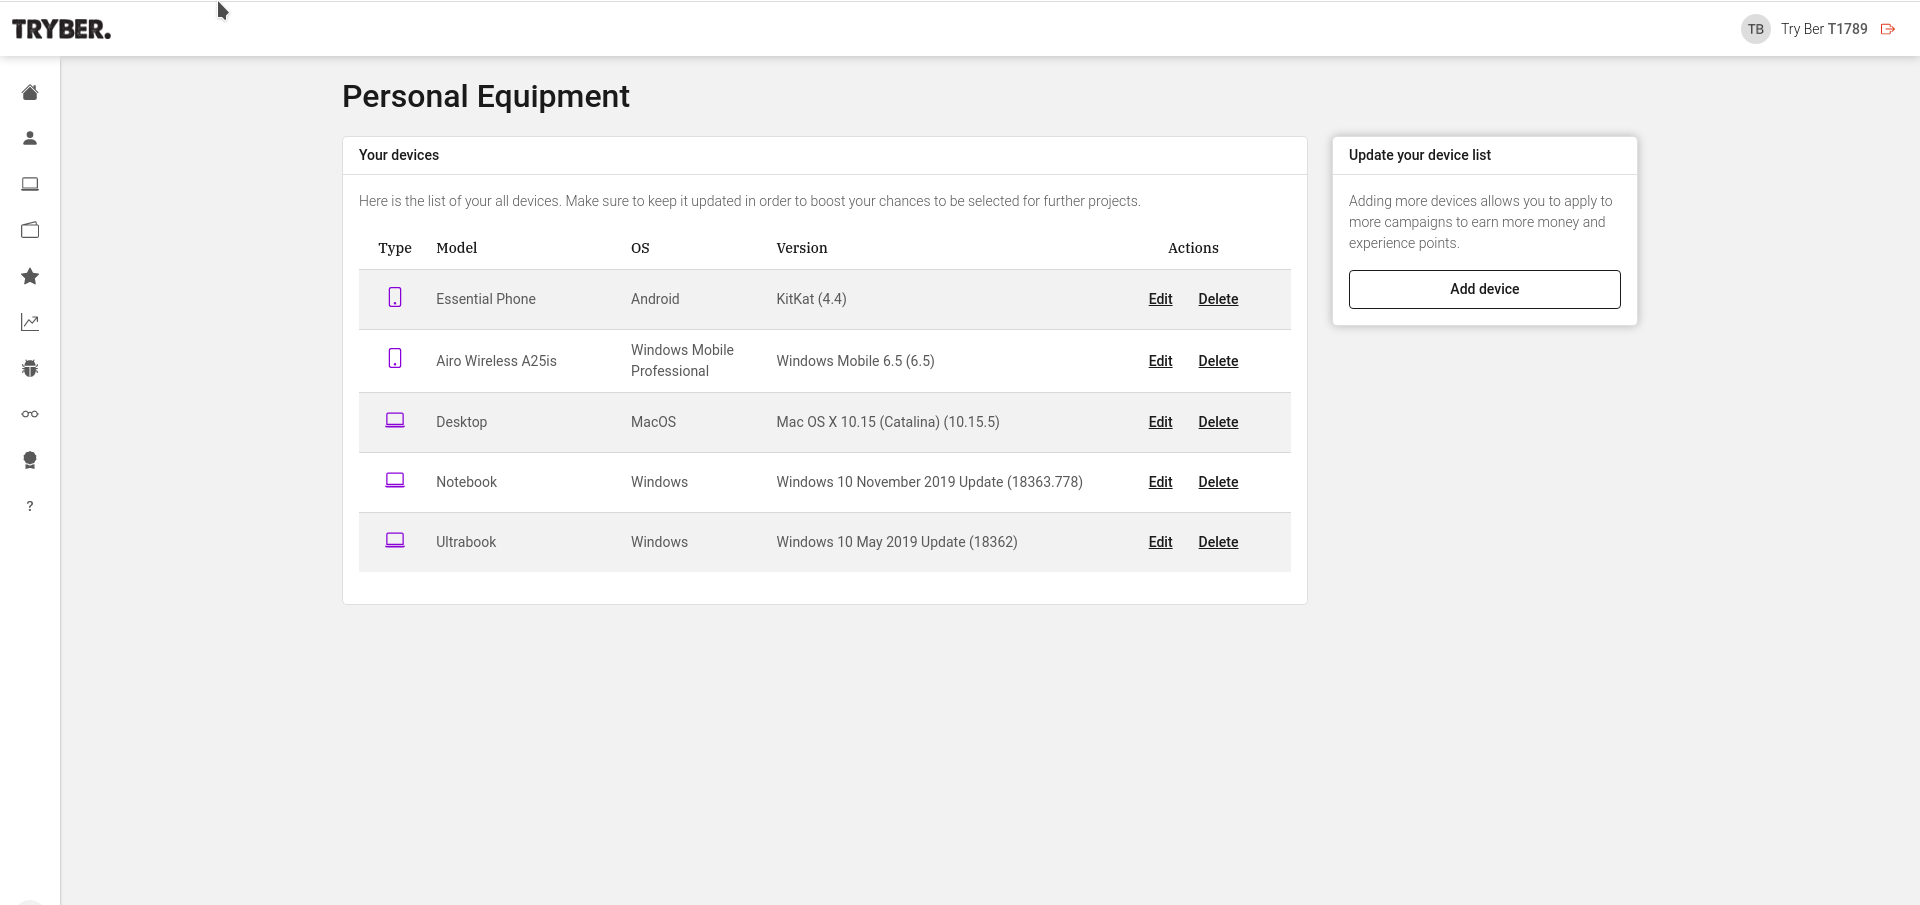 TRYBER.
TB Try Ber T1789
Personal Equipment
Your devices
Here is the list of your all devices. Make sure to keep it updated in order to boost your chances to be selected for further projects.
Type Model OS Version Actions
Essential Phone Android KitKat (4.4) Edit Delete
Airo Wireless A25is Windows Mobile Professional Windows Mobile 6.5 (6.5) Edit Delete
Desktop MacOS Mac OS X 10.15 (Catalina) (10.15.5) Edit Delete
Notebook Windows Windows 10 November 2019 Update (18363.778) Edit Delete
Ultrabook Windows Windows 10 May 2019 Update (18362) Edit Delete
Update your device list
Adding more devices allows you to apply to
more campaigns to earn more money and
experience points.
Add device
?